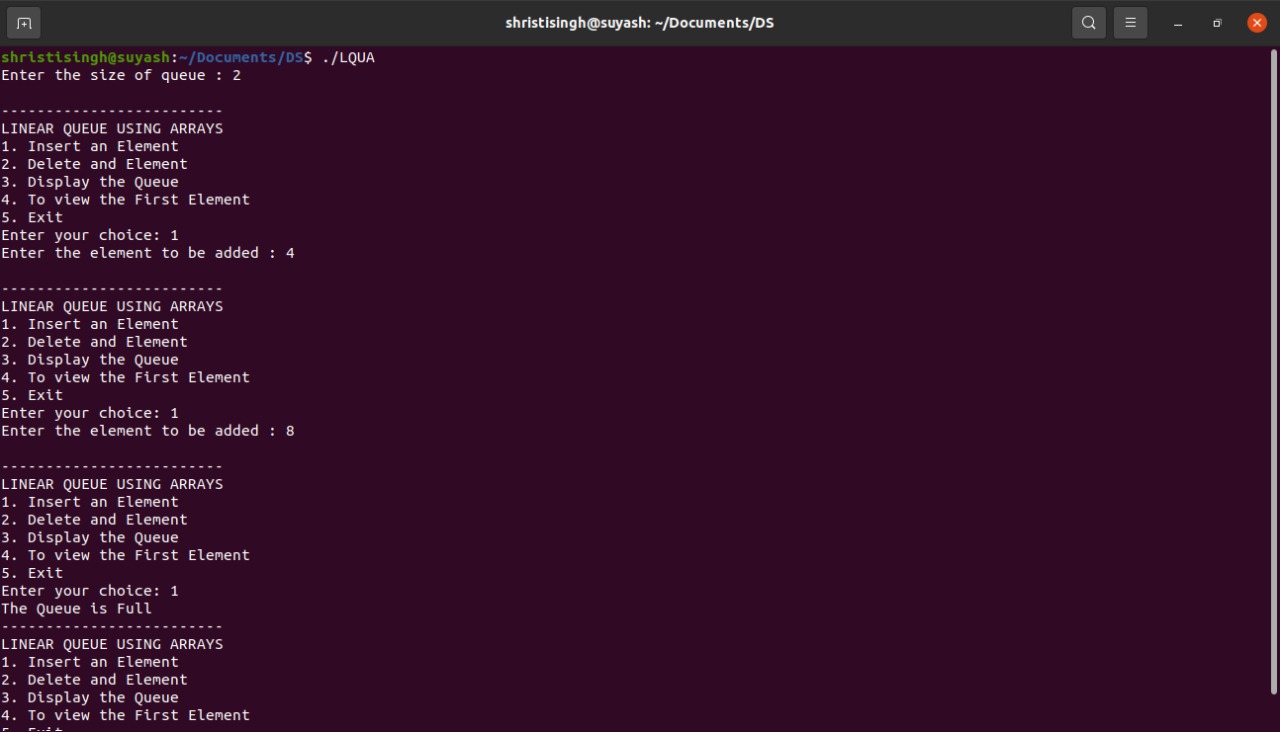 shristisingh@suyash: ~/Documents/DS
shristisingh@suyash:~/Documents/DS$ ./LQUA
Enter the size of queue : 2
-------------------------
LINEAR QUEUE USING ARRAYS
1. Insert an Element
2. Delete and Element
3. Display the Queue
4. To view the First Element
5. Exit
Enter your choice: 1
Enter the element to be added : 4
-------------------------
LINEAR QUEUE USING ARRAYS
1. Insert an Element
2. Delete and Element
3. Display the Queue
4. To view the First Element
5. Exit
Enter your choice: 1
Enter the element to be added : 8
-------------------------
LINEAR QUEUE USING ARRAYS
1. Insert an Element
2. Delete and Element
3. Display the Queue
4. To view the First Element
5. Exit
Enter your choice: 1
The Queue is Full
-------------------------
LINEAR QUEUE USING ARRAYS
1. Insert an Element
2. Delete and Element
3. Display the Queue
4. To view the First Element
5. Exit